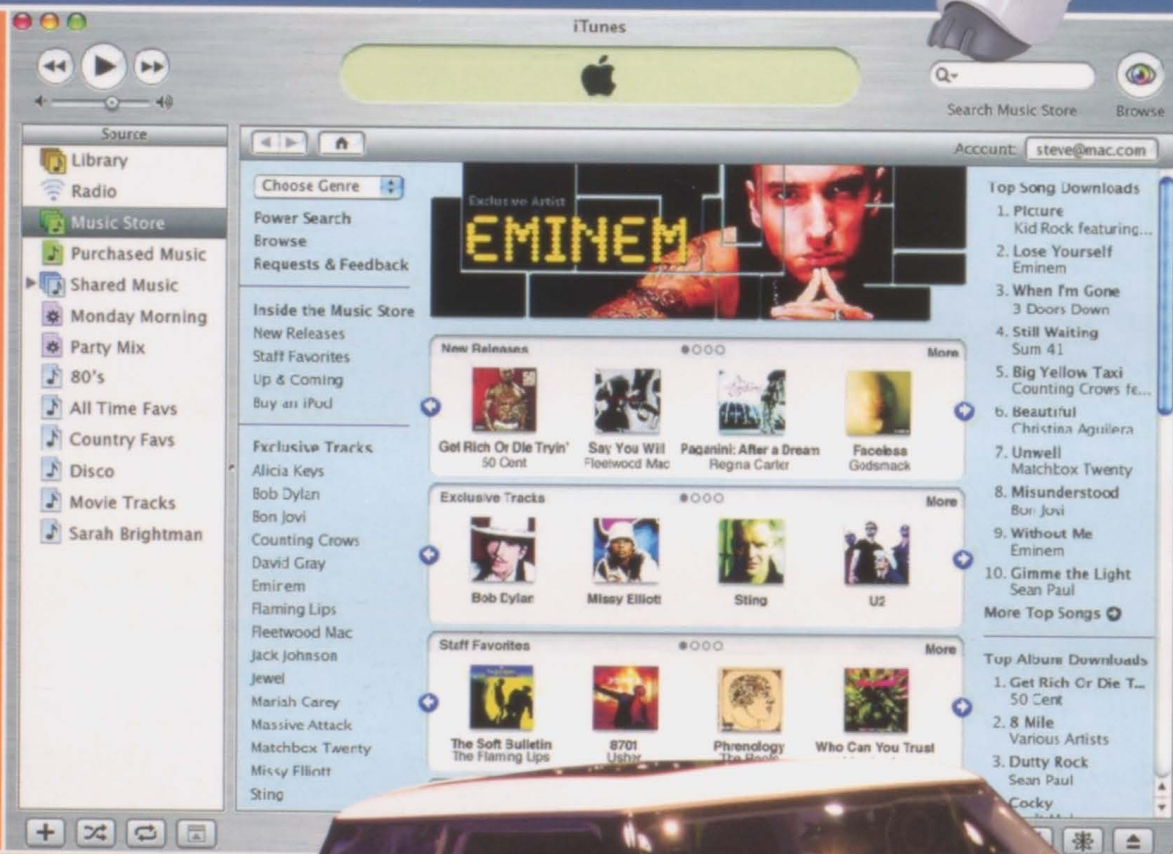 iTunes
Search Music Store
Browse
Source
Library
Radio
Music Store
Purchased Music
Shared Music
Monday Morning
Party Mix
80's
All Time Favs
Country Favs
Disco
Movie Tracks
Sarah Brightman
Account: steve@mac.com
Choose Genre
Power Search
Browse
Requests & Feedback
Inside the Music Store
New Releases
Staff Favorites
Up & Coming
Buy an iPod
Exclusive Tracks
Alicia Keys
Bob Dylan
Bon Jovi
Counting Crows
David Gray
Eminem
Flaming Lips
Fleetwood Mac
Jack Johnson
Jewel
Mariah Carey
Massive Attack
Matchbox Twenty
Missy Elliott
Sting
Exclusive Artist
EMINEM
New Releases
More
Get Rich Or Die Tryin'
50 Cent
Say You Will
Fleetwood Mac
Paganini: After a Dream
Regina Carter
Faceless
Godsmack
Exclusive Tracks
More
Bob Dylan
Missy Elliott
Sting
U2
Staff Favorites
More
The Soft Bulletin
The Flaming Lips
8701
Usher
Phrenology
The Roots
Who Can You Trust
Top Song Downloads
1. Picture
Kid Rock featuring...
2. Lose Yourself
Eminem
3. When I'm Gone
3 Doors Down
4. Still Waiting
Sum 41
5. Big Yellow Taxi
Counting Crows fe...
6. Beautiful
Christina Aguilera
7. Unwell
Matchbox Twenty
8. Misunderstood
Bon Jovi
9. Without Me
Eminem
10. Gimme the Light
Sean Paul
More Top Songs
Top Album Downloads
1. Get Rich Or Die T...
50 Cent
2. 8 Mile
Various Artists
3. Dutty Rock
Sean Paul
Cocky